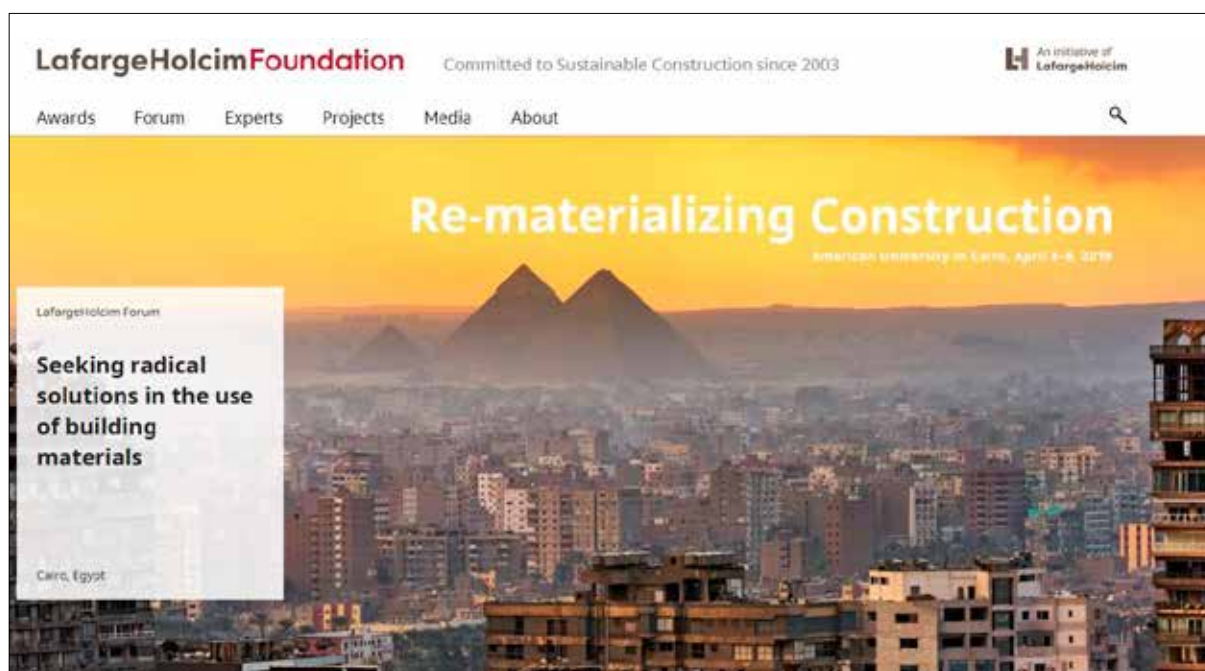 LafargeHolcimFoundation
Committed to Sustainable Construction since 2003
An initiative of
LafargeHolcim
Awards Forum Experts Projects Media About
Re-materializing Construction
American University in Cairo, April
LafargeHolcim Forum
Seeking radical
solutions in the use
of building
materials
Cairo, Egypt